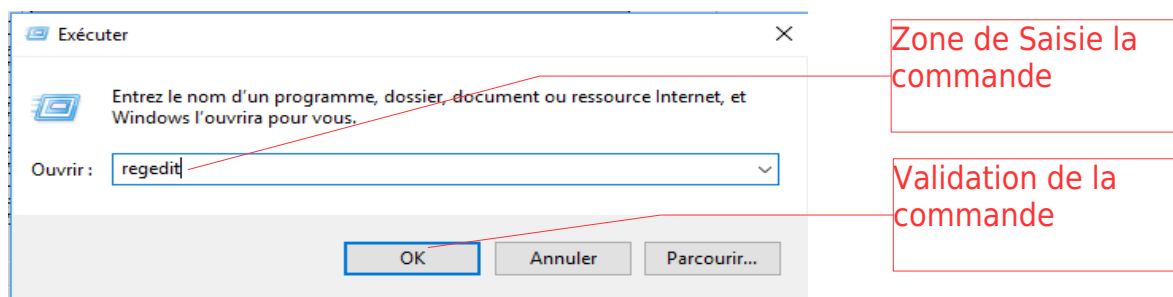 Exécuter
Zone de Saisie la
commande
Entrez le nom d'un programme, dossier, document ou ressource Internet, et
Windows l'ouvrira pour vous.
Ouvrir :
regedit
Validation de la
commande
OK
Annuler
Parcourir...